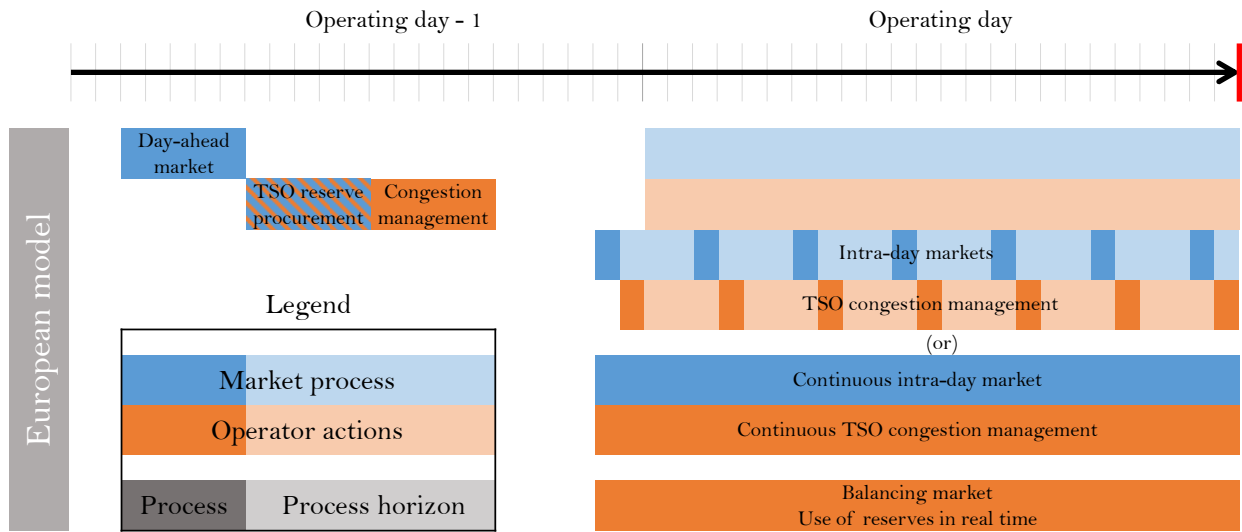 Operating day - 1
Operating day
European model
Day-ahead
market
TSO reserve
procurement
Congestion
management
Intra-day markets
TSO congestion management
(or)
Continuous intra-day market
Continuous TSO congestion management
Balancing market
Use of reserves in real time
Legend
Market process
Operator actions
Process
Process horizon